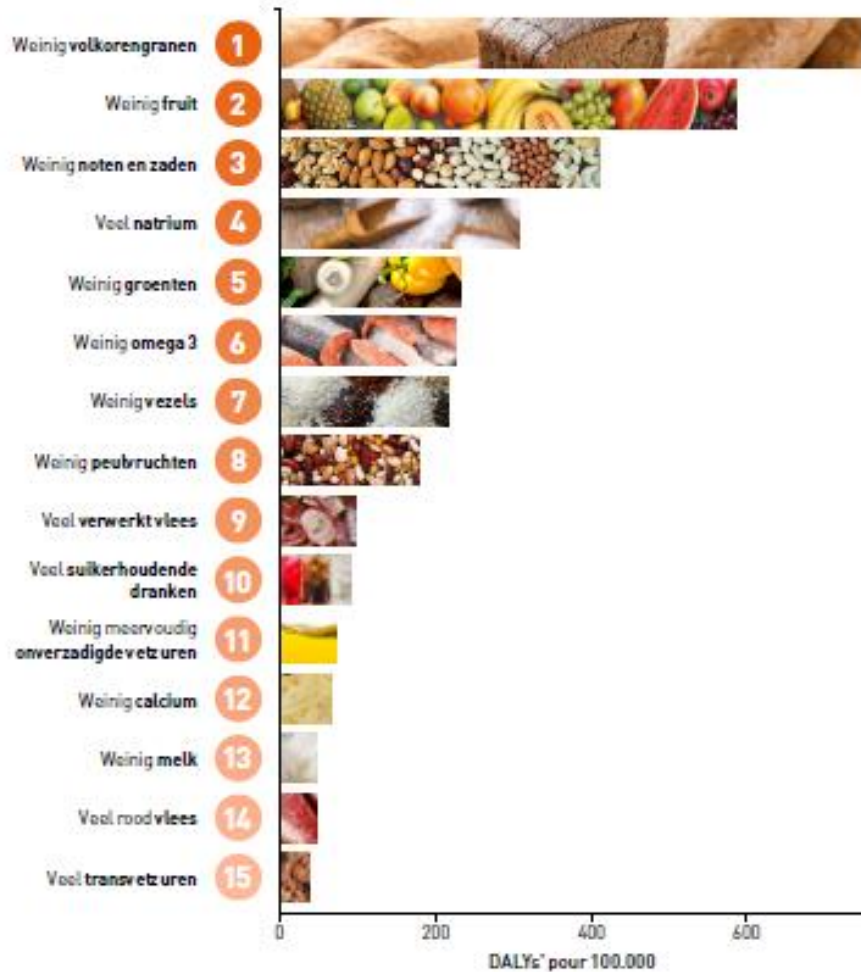 Weinig volkorengranen 1
Weinig fruit 2
Weinig noten en zaden 3
Veel natrium 4
Weinig groenten 5
Weinig omega 3 6
Weinig vezels 7
Weinig peulvruchten 8
Veel verwerkt vlees 9
Veel suikerhoudende
dranken 10
Weinig meervoudig
onverzadigde vetzuren 11
Weinig calcium 12
Weinig melk 13
Veel rood vlees 14
Veel transvetzuren 15
0 200 400 600
DALYs* pour 100.000